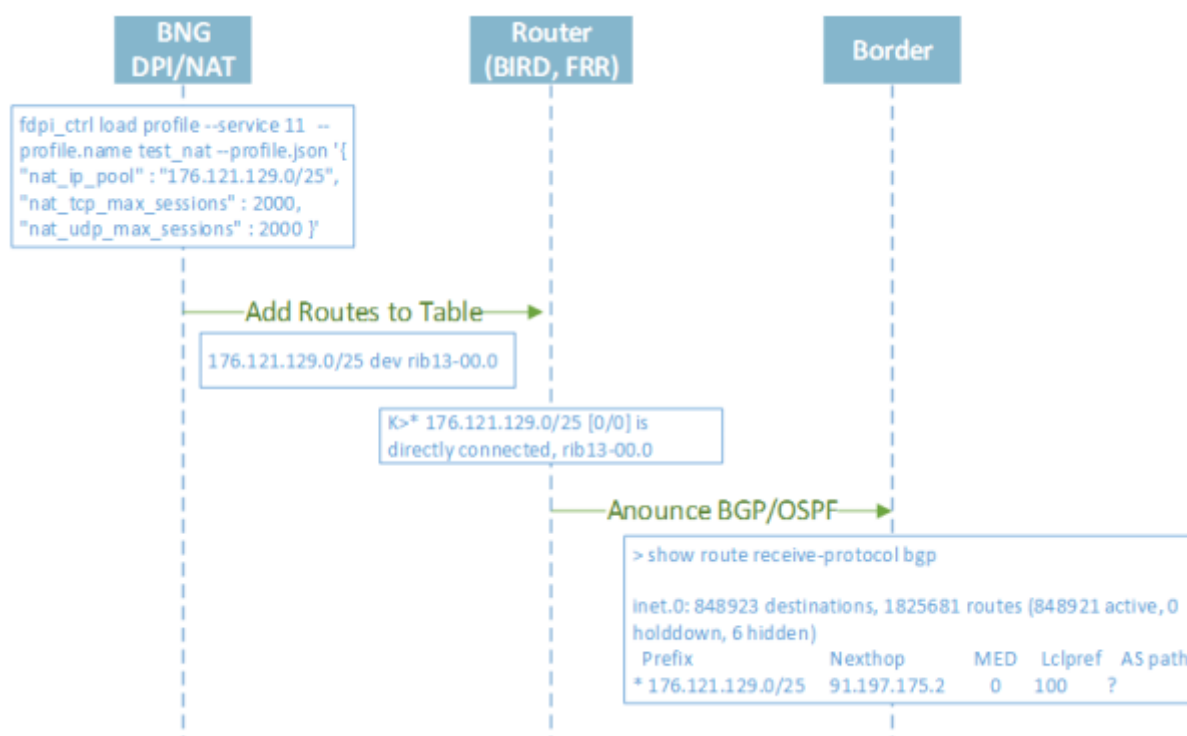 BNG
DPI/NAT
Router
(BIRD, FRR)
Border
fdpi_ctrl load profile --service 11 --
profile.name test_nat --profile.json '{
"nat_ip_pool" : "176.121.129.0/25",
"nat_tcp_max_sessions" : 2000,
"nat_udp_max_sessions" : 2000 }'
Add Routes to Table
176.121.129.0/25 dev rib13-00.0
K>* 176.121.129.0/25 [0/0] is
directly connected, rib13-00.0
Anounce BGP/OSPF
> show route receive-protocol bgp
inet.0: 848923 destinations, 1825681 routes (848921 active, 0
holddown, 6 hidden)
Prefix Nexthop MED Lclpref AS path
* 176.121.129.0/25 91.197.175.2 0 100 ?